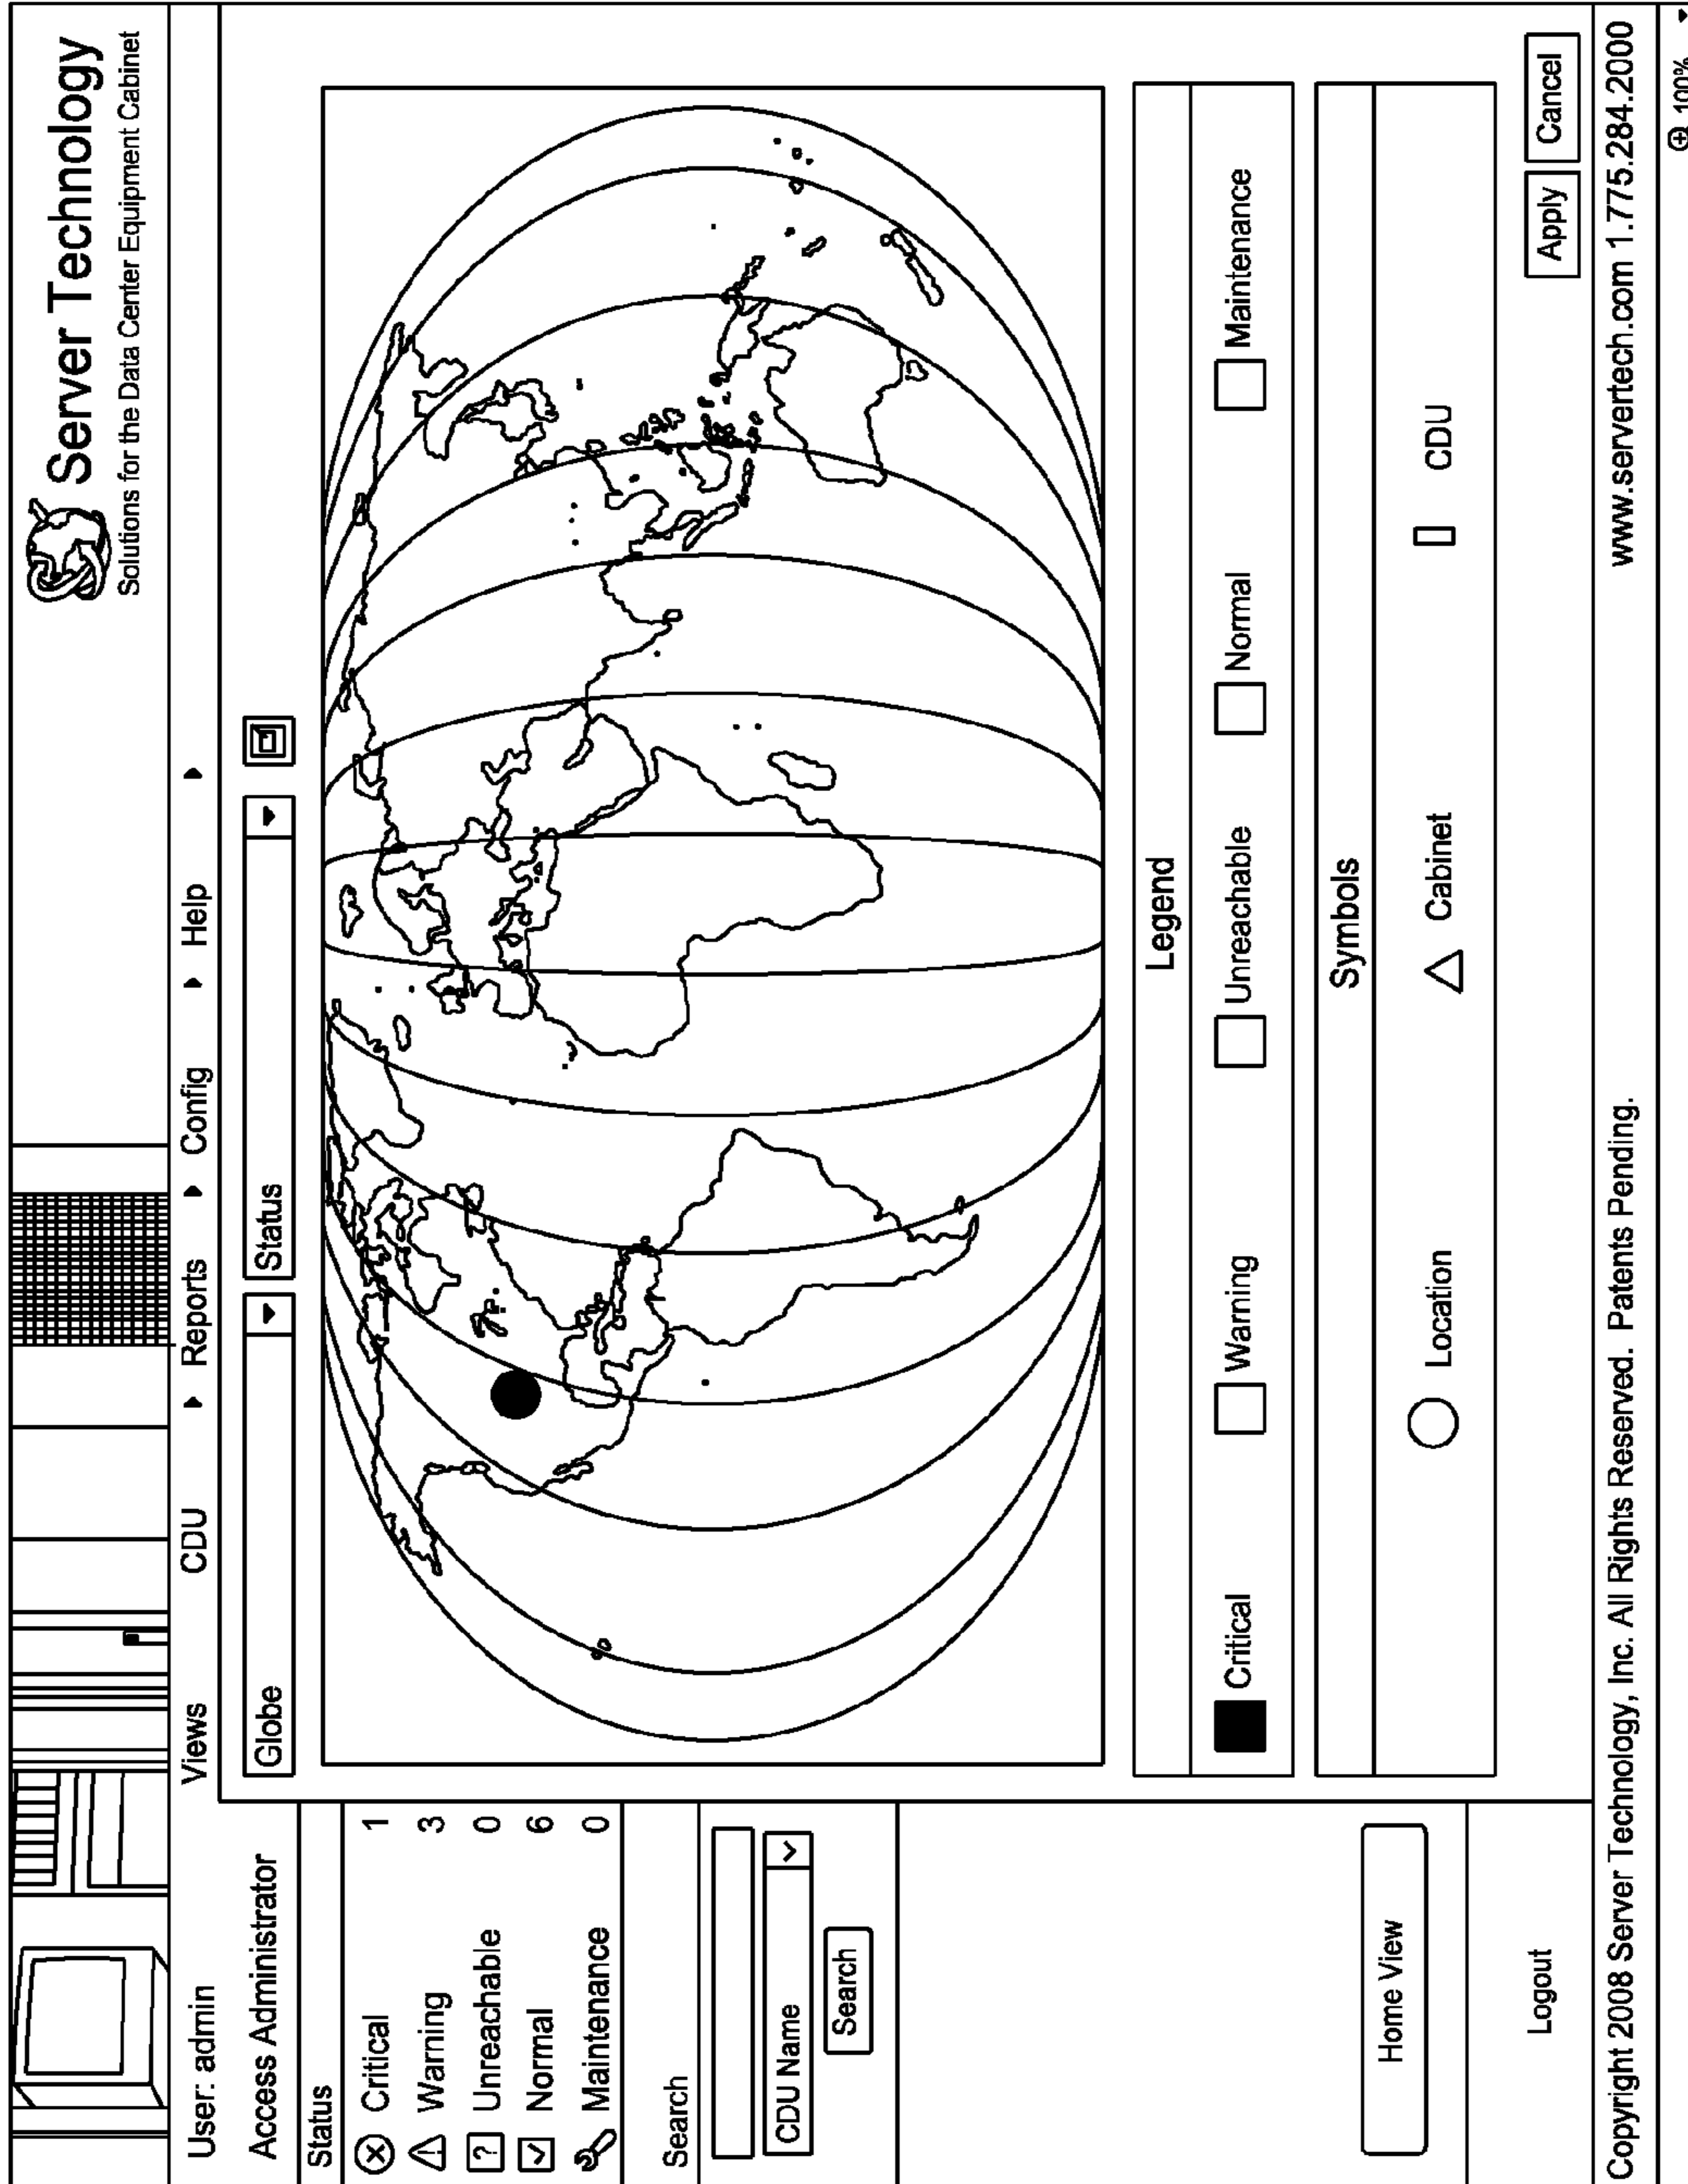 Server Technology
Solutions for the Data Center Equipment Cabinet
User: admin
Views CDU Reports Config Help
Access Administrator
Globe
Status
Status
Critical 1
Warning 3
Unreachable 0
Normal 6
Maintenance 0
Search
CDU Name
Search
Home View
Logout
Legend
Critical Warning Unreachable Normal Maintenance
Symbols
Location Cabinet CDU
Apply Cancel
Copyright 2008 Server Technology, Inc. All Rights Reserved. Patents Pending. www.servertech.com 1.775.284.2000
100%